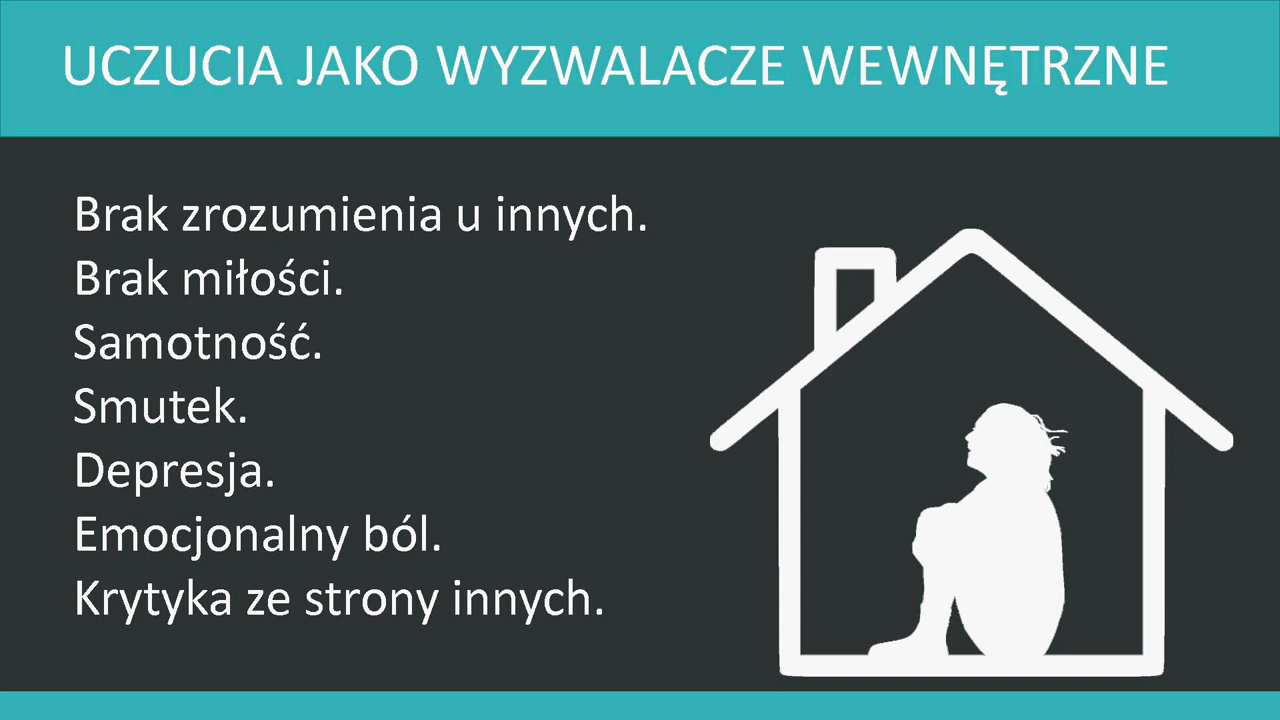 UCZUCIA JAKO WYZWALACZE WEWNĘTRZNE
Brak zrozumienia u innych.
Brak miłości.
Samotność.
Smutek.
Depresja.
Emocjonalny ból.
Krytyka ze strony innych.